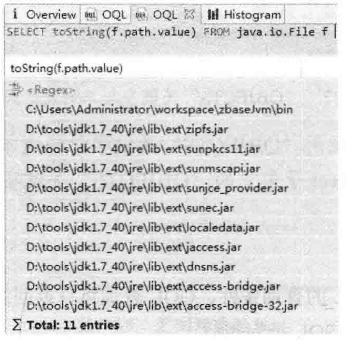 i Overview OQL OQL Histogram
SELECT toString(f.path.value) FROM java.io.File f
toString(f.path.value)
<Regex>
C:\Users\Administrator\workspace\zbaseJvm\bin
D:\tools\jdk1.7_40\jre\lib\ext\zipfs.jar
D:\tools\jdk1.7_40\jre\lib\ext\sunpkcs11.jar
D:\tools\jdk1.7_40\jre\lib\ext\sunmscapi.jar
D:\tools\jdk1.7_40\jre\lib\ext\sunjce_provider.jar
D:\tools\jdk1.7_40\jre\lib\ext\sunec.jar
D:\tools\jdk1.7_40\jre\lib\ext\localedata.jar
D:\tools\jdk1.7_40\jre\lib\ext\jaccess.jar
D:\tools\jdk1.7_40\jre\lib\ext\dnsns.jar
D:\tools\jdk1.7_40\jre\lib\ext\access-bridge.jar
D:\tools\jdk1.7_40\jre\lib\ext\access-bridge-32.jar
Σ Total: 11 entries